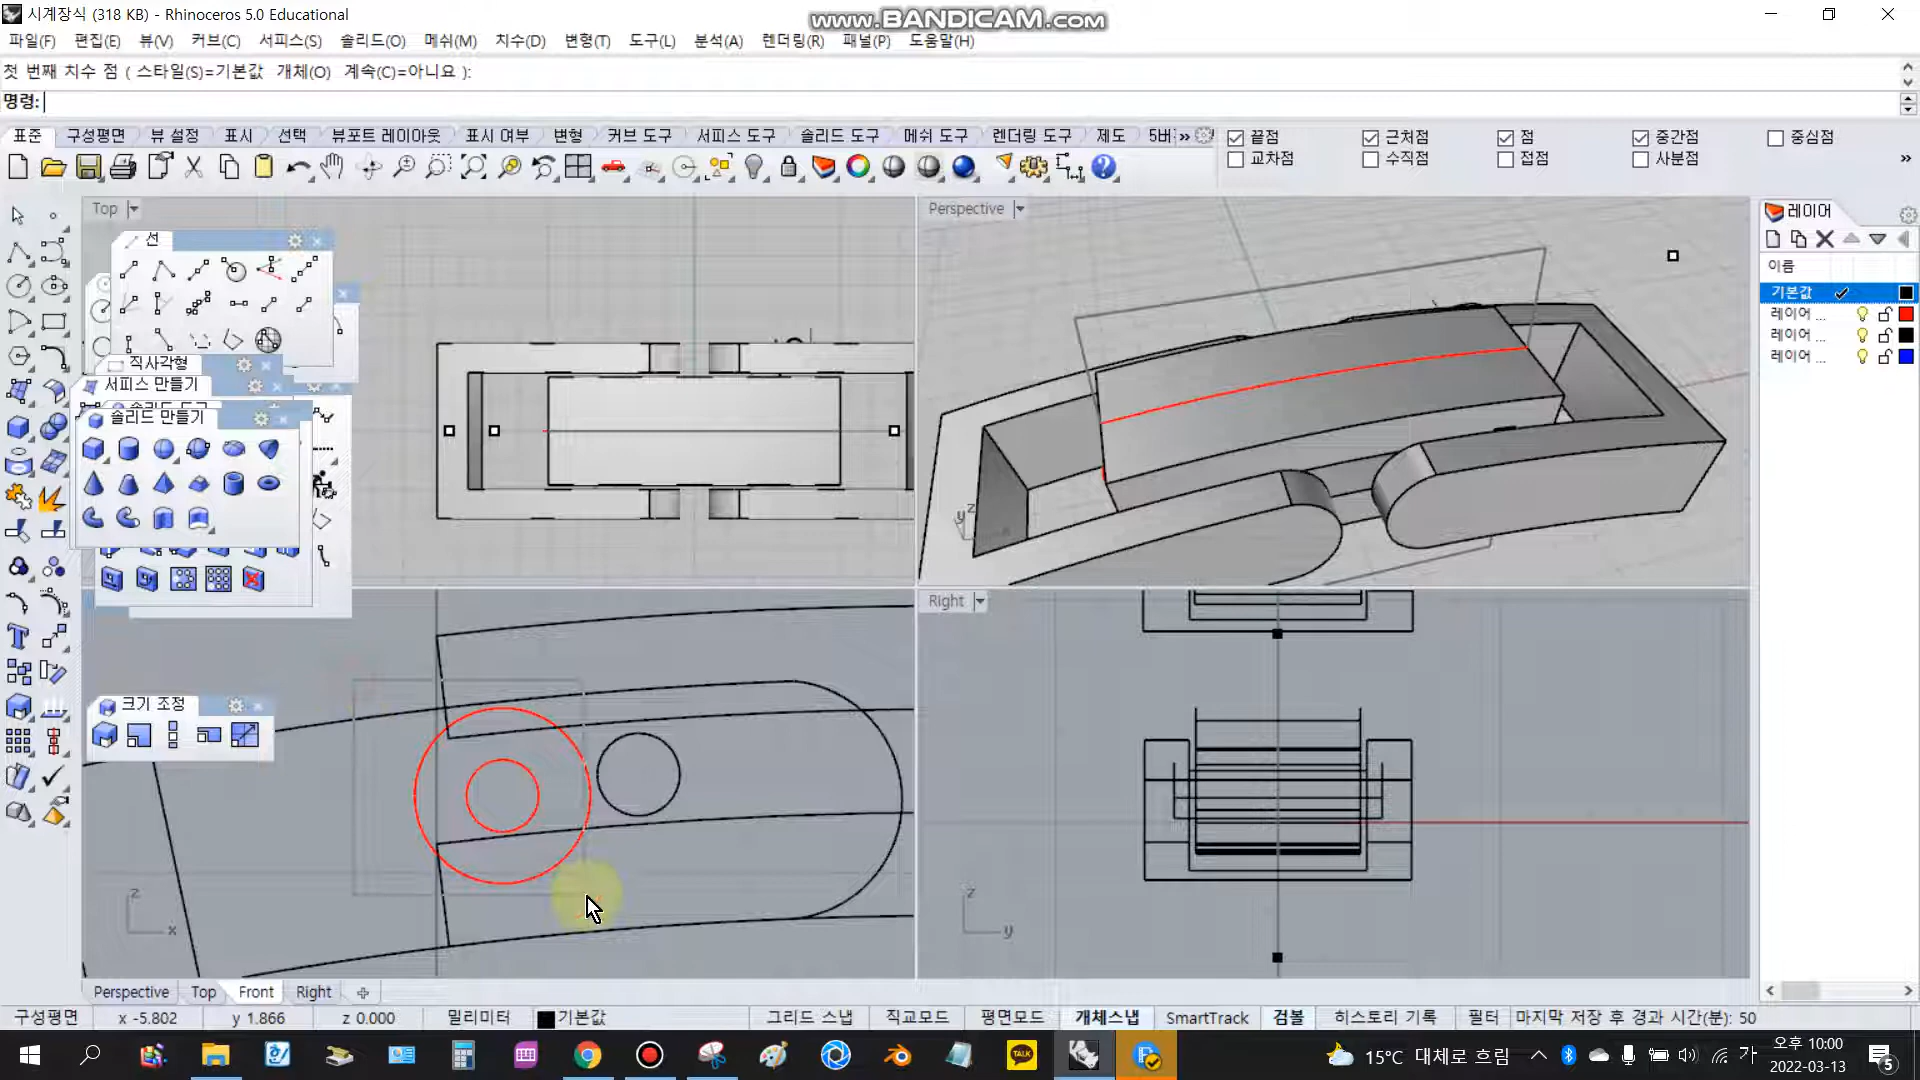 시계장식 (318 KB) - Rhinoceros 5.0 Educational
www.BANDICAM.com
파일(F) 편집(E) 뷰(V) 커브(C) 서피스(S) 솔리드(O) 메쉬(M) 치수(D) 변형(T) 도구(L) 분석(A) 렌더링(R) 패널(P) 도움말(H)
첫 번째 치수 점 ( 스타일(S)=기본값 개체(O) 계속(C)=아니요 ):
명령:
표준 구성평면 뷰 설정 표시 선택 뷰포트 레이아웃 표시 여부 변형 커브 도구 서피스 도구 솔리드 도구 메쉬 도구 렌더링 도구 제도 5버 »
끝점 근처점 점 중간점 중심점
교차점 수직점 접점 사분점 »
Top
Perspective
레이어
선
이름
기본값
레이어 ...
레이어 ...
레이어 ...
직사각형
서피스 만들기
솔리드 만들기
y z
Right
크기 조정
z
x
z
y
Perspective Top Front Right
구성평면 x -5.802 y 1.866 z 0.000 밀리미터 기본값 그리드 스냅 직교모드 평면모드 개체스냅 SmartTrack 검볼 히스토리 기록 필터 마지막 저장 후 경과 시간(분): 50
TALK
15°C 대체로 흐림
가
오후 10:00
2022-03-13
5